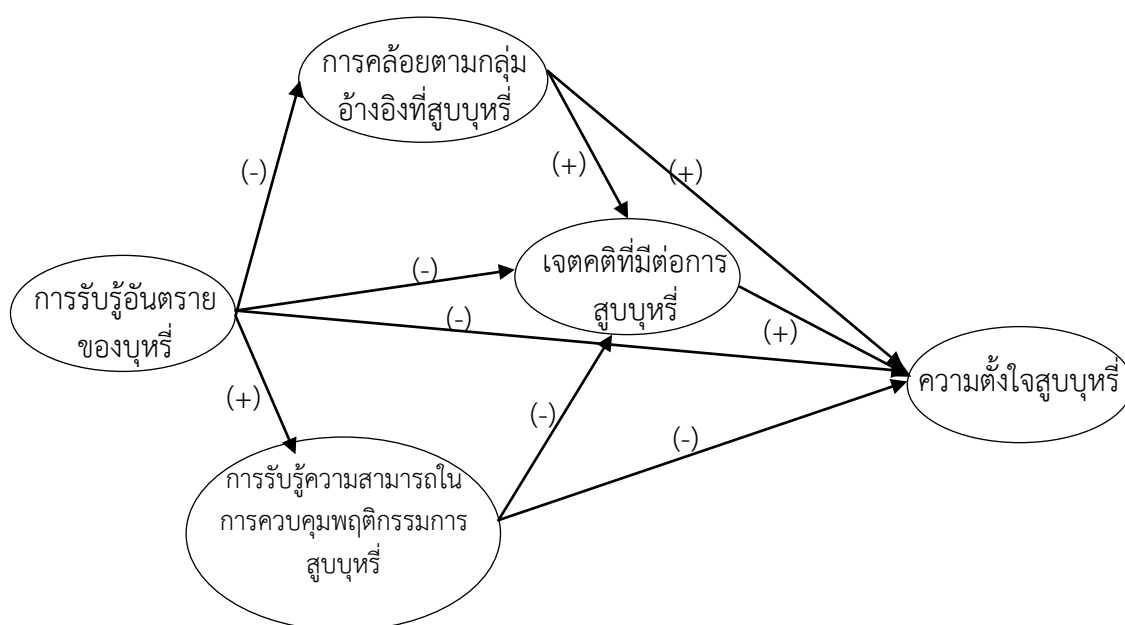 การคล้อยตามกลุ่ม
อ้างอิงที่สูบบุหรี่
(-)
(+)
(+)
เจตคติที่มีต่อการ
สูบบุหรี่
(-)
การรับรู้อันตราย
ของบุหรี่
(-)
(+)
ความตั้งใจสูบบุหรี่
(+)
(-)
(-)
การรับรู้ความสามารถใน
การควบคุมพฤติกรรมการ
สูบบุหรี่